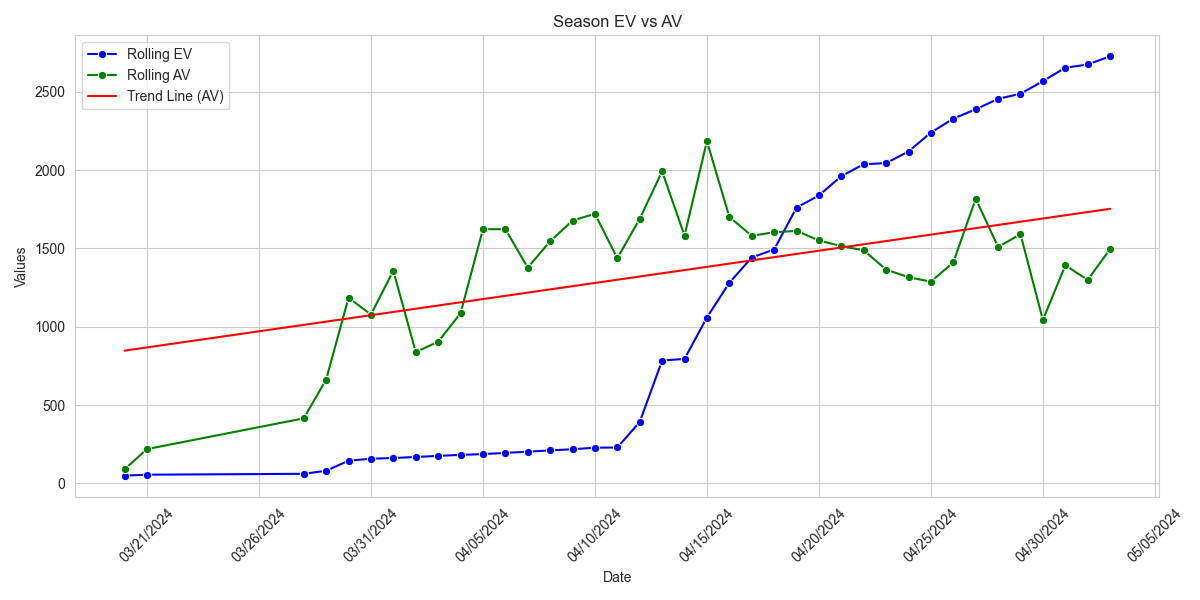 Season EV vs AV
Rolling EV
Rolling AV
Trend Line (AV)
Values
2500
2000
1500
1000
500
0
03/21/2024
03/26/2024
03/31/2024
04/05/2024
04/10/2024
04/15/2024
04/20/2024
04/25/2024
04/30/2024
05/05/2024
Date